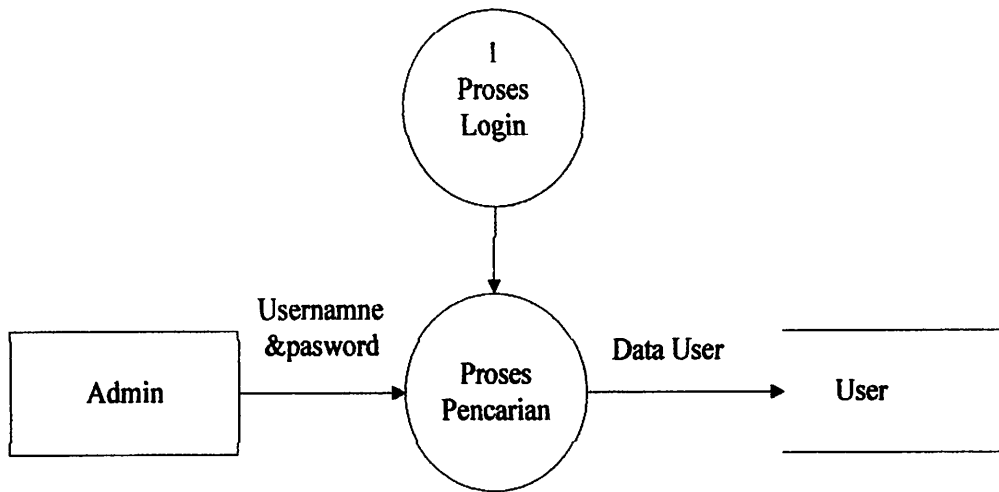 1
Proses
Login
Usernamne
&pasword
Admin
Proses
Pencarian
Data User
User